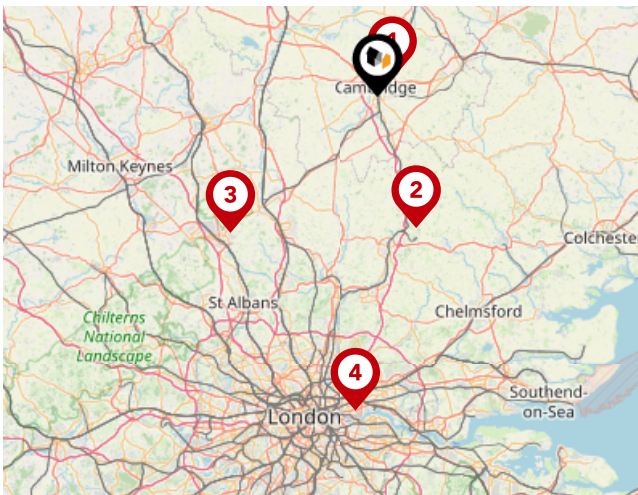 1
Cambridge
Milton Keynes
3
2
Colchester
St Albans
Chilterns
National
Landscape
Chelmsford
4
London
Southend-
on-Sea